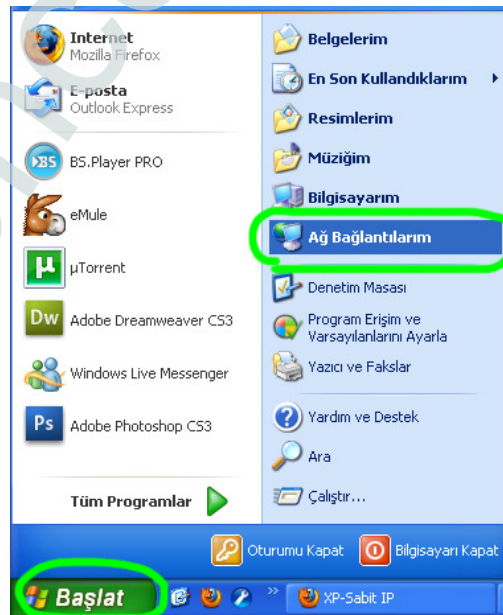 Internet
Mozilla Firefox
E-posta
Outlook Express
BS.Player PRO
eMule
µTorrent
Adobe Dreamweaver CS3
Windows Live Messenger
Adobe Photoshop CS3
Tüm Programlar
Belgelerim
En Son Kullandıklarım
Resimlerim
Müziğim
Bilgisayarım
Ağ Bağlantılarım
Denetim Masası
Program Erişim ve
Varsayılanlarını Ayarla
Yazıcı ve Fakslar
Yardım ve Destek
Ara
Çalıştır...
Oturumu Kapat
Bilgisayarı Kapat
Başlat
XP-Sabit IP